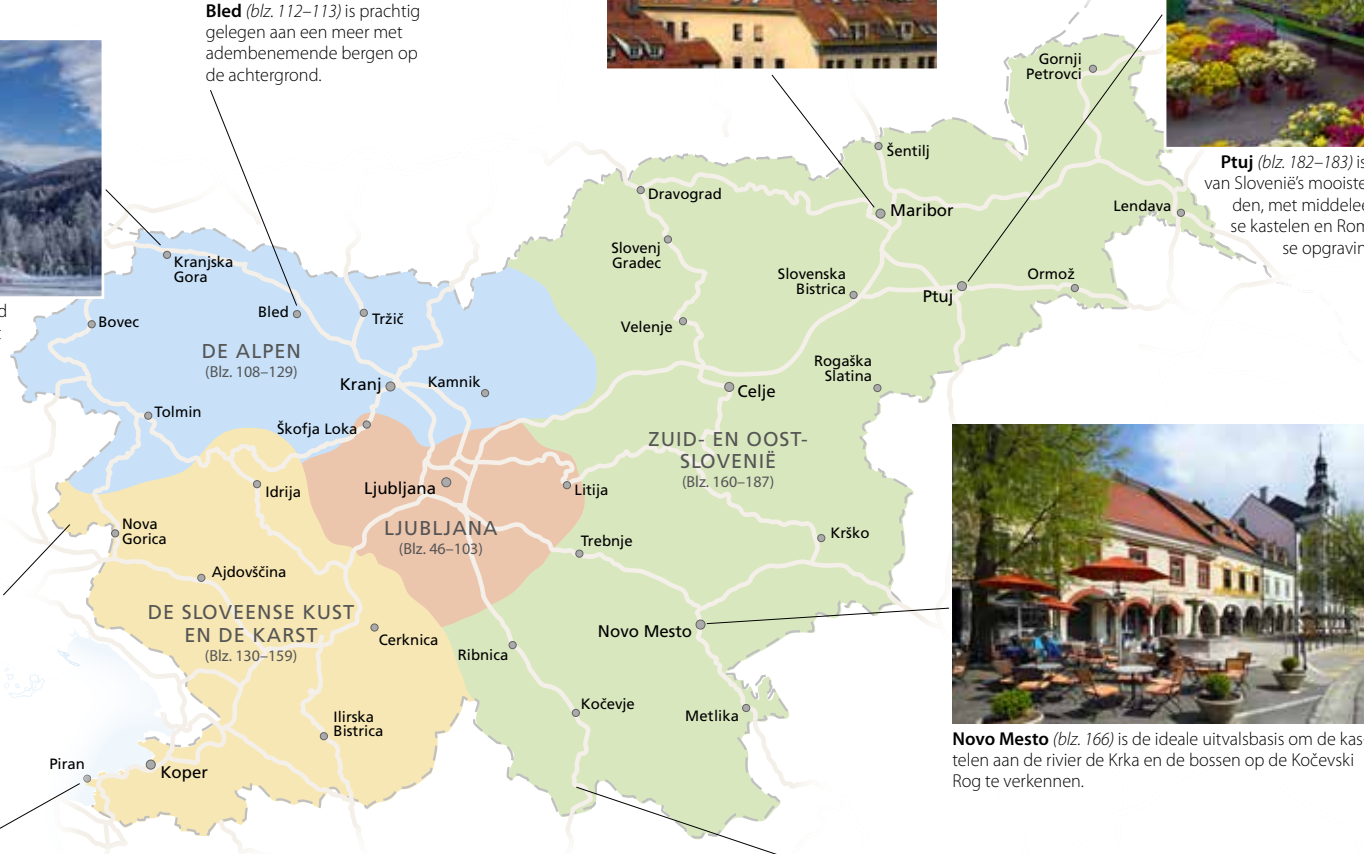 Bled (blz. 112–113) is prachtig
gelegen aan een meer met
adembenemende bergen op
de achtergrond.
Gornji
Petrovci
Šentilj
Ptuj (blz. 182–183) is
van Slovenië's mooiste
den, met middelee
se kastelen en Rom
se opgravin
Dravograd
Maribor
Lendava
Slovenj
Gradec
Kranjska
Gora
Slovenska
Bistrica
Ormož
Ptuj
d
Bovec
Bled
Tržič
Velenje
DE ALPEN
(Blz. 108–129)
Kranj
Kamnik
Rogaška
Slatina
Celje
Tolmin
Škofja Loka
ZUID- EN OOST-
SLOVENIË
(Blz. 160–187)
Idrija
Ljubljana
Litija
LJUBLJANA
(Blz. 46–103)
Nova
Gorica
Trebnje
Krško
Ajdovščina
DE SLOVEENSE KUST
EN DE KARST
(Blz. 130–159)
Cerknica
Ribnica
Novo Mesto
Kočevje
Metlika
Ilirska
Bistrica
Piran
Koper
Novo Mesto (blz. 166) is de ideale uitvalsbasis om de kas-
telen aan de rivier de Krka en de bossen op de Kočevski
Rog te verkennen.